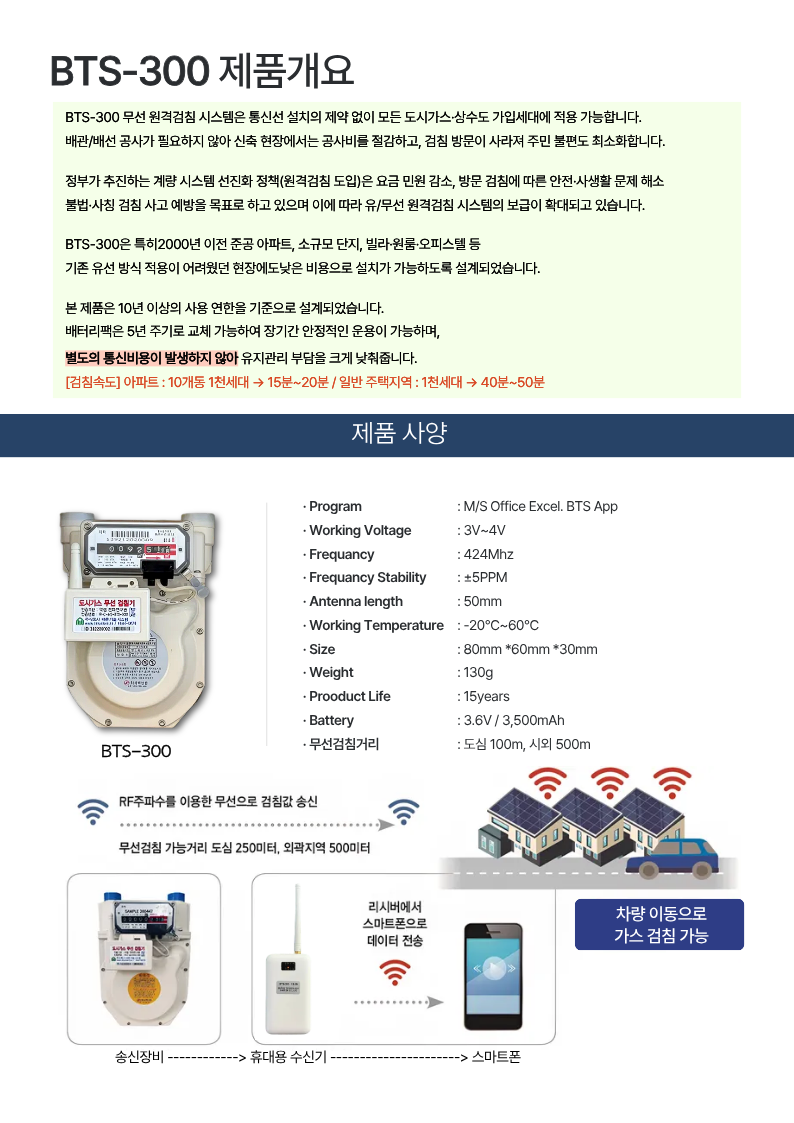 BTS-300 제품개요
BTS-300 무선 원격검침 시스템은 통신선 설치의 제약 없이 모든 도시가스·상수도 가입세대에 적용 가능합니다.
배관/배선 공사가 필요하지 않아 신축 현장에서는 공사비를 절감하고, 검침 방문이 사라져 주민 불편도 최소화합니다.
정부가 추진하는 계량 시스템 선진화 정책(원격검침 도입)은 요금 민원 감소, 방문 검침에 따른 안전·사생활 문제 해소
불법·사칭 검침 사고 예방을 목표로 하고 있으며 이에 따라 유/무선 원격검침 시스템의 보급이 확대되고 있습니다.
BTS-300은 특히2000년 이전 준공 아파트, 소규모 단지, 빌라·원룸·오피스텔 등
기존 유선 방식 적용이 어려웠던 현장에도낮은 비용으로 설치가 가능하도록 설계되었습니다.
본 제품은 10년 이상의 사용 연한을 기준으로 설계되었습니다.
배터리팩은 5년 주기로 교체 가능하여 장기간 안정적인 운용이 가능하며,
별도의 통신비용이 발생하지 않아 유지관리 부담을 크게 낮춰줍니다.
[검침속도] 아파트 : 10개동 1천세대 → 15분~20분 / 일반 주택지역 : 1천세대 → 40분~50분
제품 사양
· Program : M/S Office Excel. BTS App
· Working Voltage : 3V~4V
· Frequancy : 424Mhz
· Frequancy Stability : ±5PPM
· Antenna length : 50mm
· Working Temperature : -20℃~60℃
· Size : 80mm *60mm *30mm
· Weight : 130g
· Prooduct Life : 15years
· Battery : 3.6V / 3,500mAh
· 무선검침거리 : 도심 100m, 시외 500m
도시가스 무선 검침기
BTS-300
RF주파수를 이용한 무선으로 검침값 송신
무선검침 가능거리 도심 250미터, 외곽지역 500미터
도시가스 무선 검침기
리시버에서
스마트폰으로
데이터 전송
차량 이동으로
가스 검침 가능
송신장비 ------------> 휴대용 수신기 ----------------------> 스마트폰